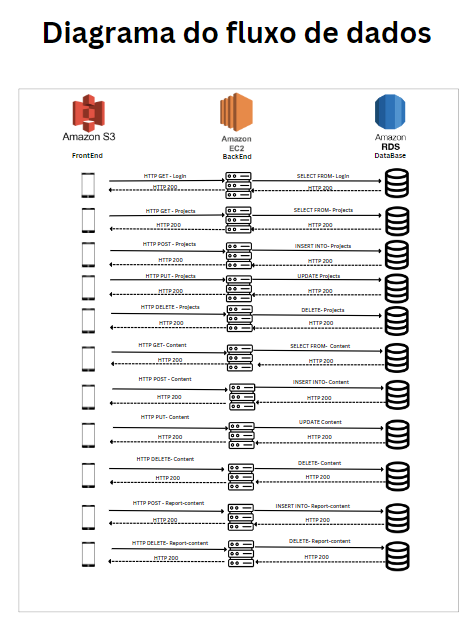 Diagrama do fluxo de dados
Amazon S3
Amazon
EC2
Amazon
RDS
FrontEnd
BackEnd
DataBase
HTTP GET - Login
SELECT FROM- Login
HTTP 200
HTTP 200
HTTP GET - Projects
SELECT FROM- Projects
HTTP 200
HTTP 200
HTTP POST - Projects
INSERT INTO- Projects
HTTP 200
HTTP 200
HTTP PUT - Projects
UPDATE Projects
HTTP 200
HTTP 200
HTTP DELETE - Projects
DELETE- Projects
HTTP 200
HTTP 200
HTTP GET- Content
SELECT FROM- Content
HTTP 200
HTTP 200
HTTP POST - Content
INSERT INTO- Content
HTTP 200
HTTP 200
HTTP PUT- Content
UPDATE Content
HTTP 200
HTTP 200
HTTP DELETE- Content
DELETE- Content
HTTP 200
HTTP 200
HTTP POST - Report-content
INSERT INTO- Report-content
HTTP 200
HTTP 200
HTTP DELETE- Report-content
DELETE- Report-content
HTTP 200
HTTP 200